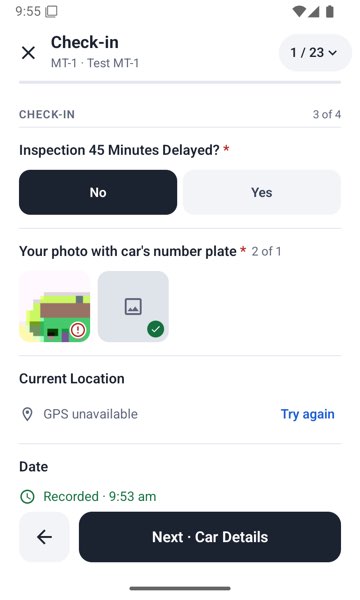 9:55
Check-in
MT-1 · Test MT-1
1 / 23
CHECK-IN
3 of 4
Inspection 45 Minutes Delayed? *
No
Yes
Your photo with car's number plate * 2 of 1
Current Location
GPS unavailable
Try again
Date
Recorded · 9:53 am
Next · Car Details